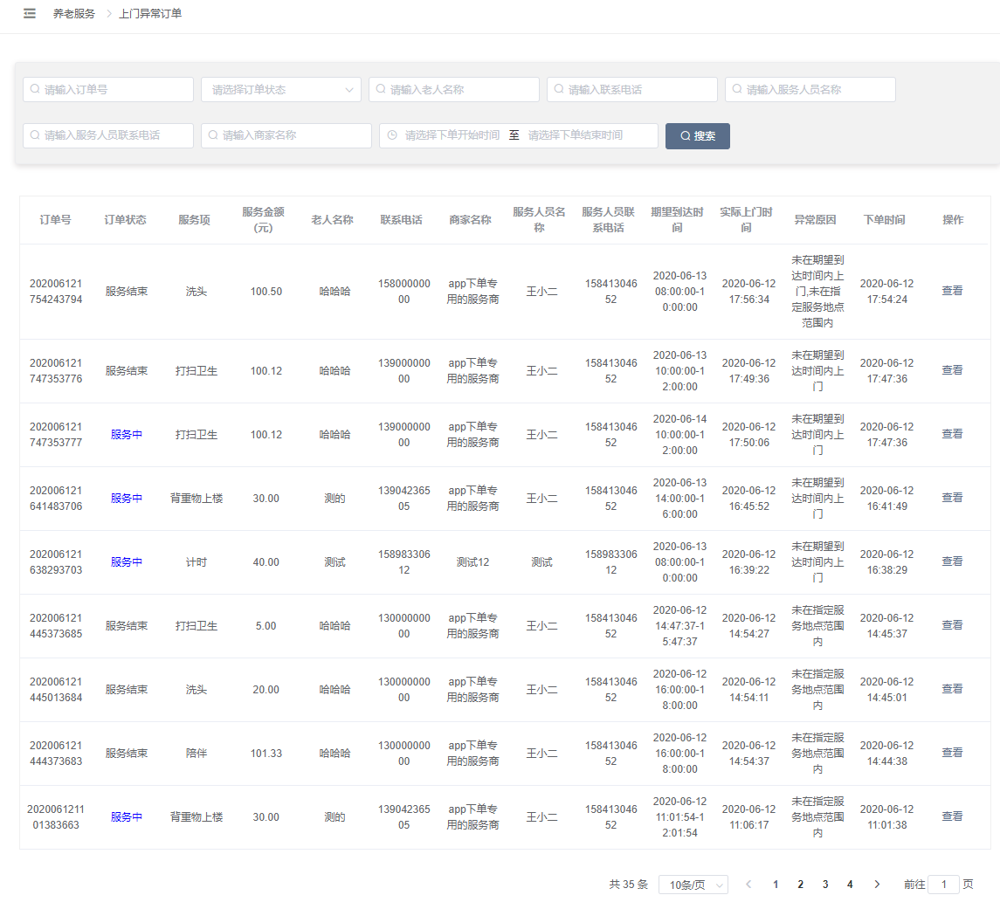 养老服务 > 上门异常订单
请输入订单号 请选择订单状态 请输入老人名称 请输入联系电话 请输入服务人员名称
请输入服务人员联系电话 请输入商家名称 请选择下单开始时间 至 请选择下单结束时间 搜索
订单号 订单状态 服务项 服务金额(元) 老人名称 联系电话 商家名称 服务人员名称 服务人员联系电话 期望到达时间 实际上门时间 异常原因 下单时间 操作
202006121754243794 服务结束 洗头 100.50 哈哈哈 15800000000 app下单专用的服务商 王小二 15841304652 2020-06-13 08:00:00-10:00:00 2020-06-12 17:56:34 未在期望到达时间内上门,未在指定服务地点范围内 2020-06-12 17:54:24 查看
202006121747353776 服务结束 打扫卫生 100.12 哈哈哈 13900000000 app下单专用的服务商 王小二 15841304652 2020-06-13 10:00:00-12:00:00 2020-06-12 17:49:36 未在期望到达时间内上门 2020-06-12 17:47:36 查看
202006121747353777 服务中 打扫卫生 100.12 哈哈哈 13900000000 app下单专用的服务商 王小二 15841304652 2020-06-14 10:00:00-12:00:00 2020-06-12 17:50:06 未在期望到达时间内上门 2020-06-12 17:47:36 查看
202006121641483706 服务中 背重物上楼 30.00 测的 13904236505 app下单专用的服务商 王小二 15841304652 2020-06-13 14:00:00-16:00:00 2020-06-12 16:45:52 未在期望到达时间内上门 2020-06-12 16:41:49 查看
202006121638293703 服务中 计时 40.00 测试 15898330612 测试12 测试 15898330612 2020-06-13 08:00:00-10:00:00 2020-06-12 16:39:22 未在期望到达时间内上门 2020-06-12 16:38:29 查看
202006121445373685 服务结束 打扫卫生 5.00 哈哈哈 13000000000 app下单专用的服务商 王小二 15841304652 2020-06-12 14:47:37-15:47:37 2020-06-12 14:54:27 未在指定服务地点范围内 2020-06-12 14:45:37 查看
202006121445013684 服务结束 洗头 20.00 哈哈哈 13000000000 app下单专用的服务商 王小二 15841304652 2020-06-12 16:00:00-18:00:00 2020-06-12 14:54:11 未在指定服务地点范围内 2020-06-12 14:45:01 查看
202006121444373683 服务结束 陪伴 101.33 哈哈哈 13000000000 app下单专用的服务商 王小二 15841304652 2020-06-12 16:00:00-18:00:00 2020-06-12 14:54:37 未在指定服务地点范围内 2020-06-12 14:44:38 查看
202006121101383663 服务中 背重物上楼 30.00 测的 13904236505 app下单专用的服务商 王小二 15841304652 2020-06-12 11:01:54-12:01:54 2020-06-12 11:06:17 未在指定服务地点范围内 2020-06-12 11:01:38 查看
共 35 条 10条/页 < 1 2 3 4 > 前往 1 页